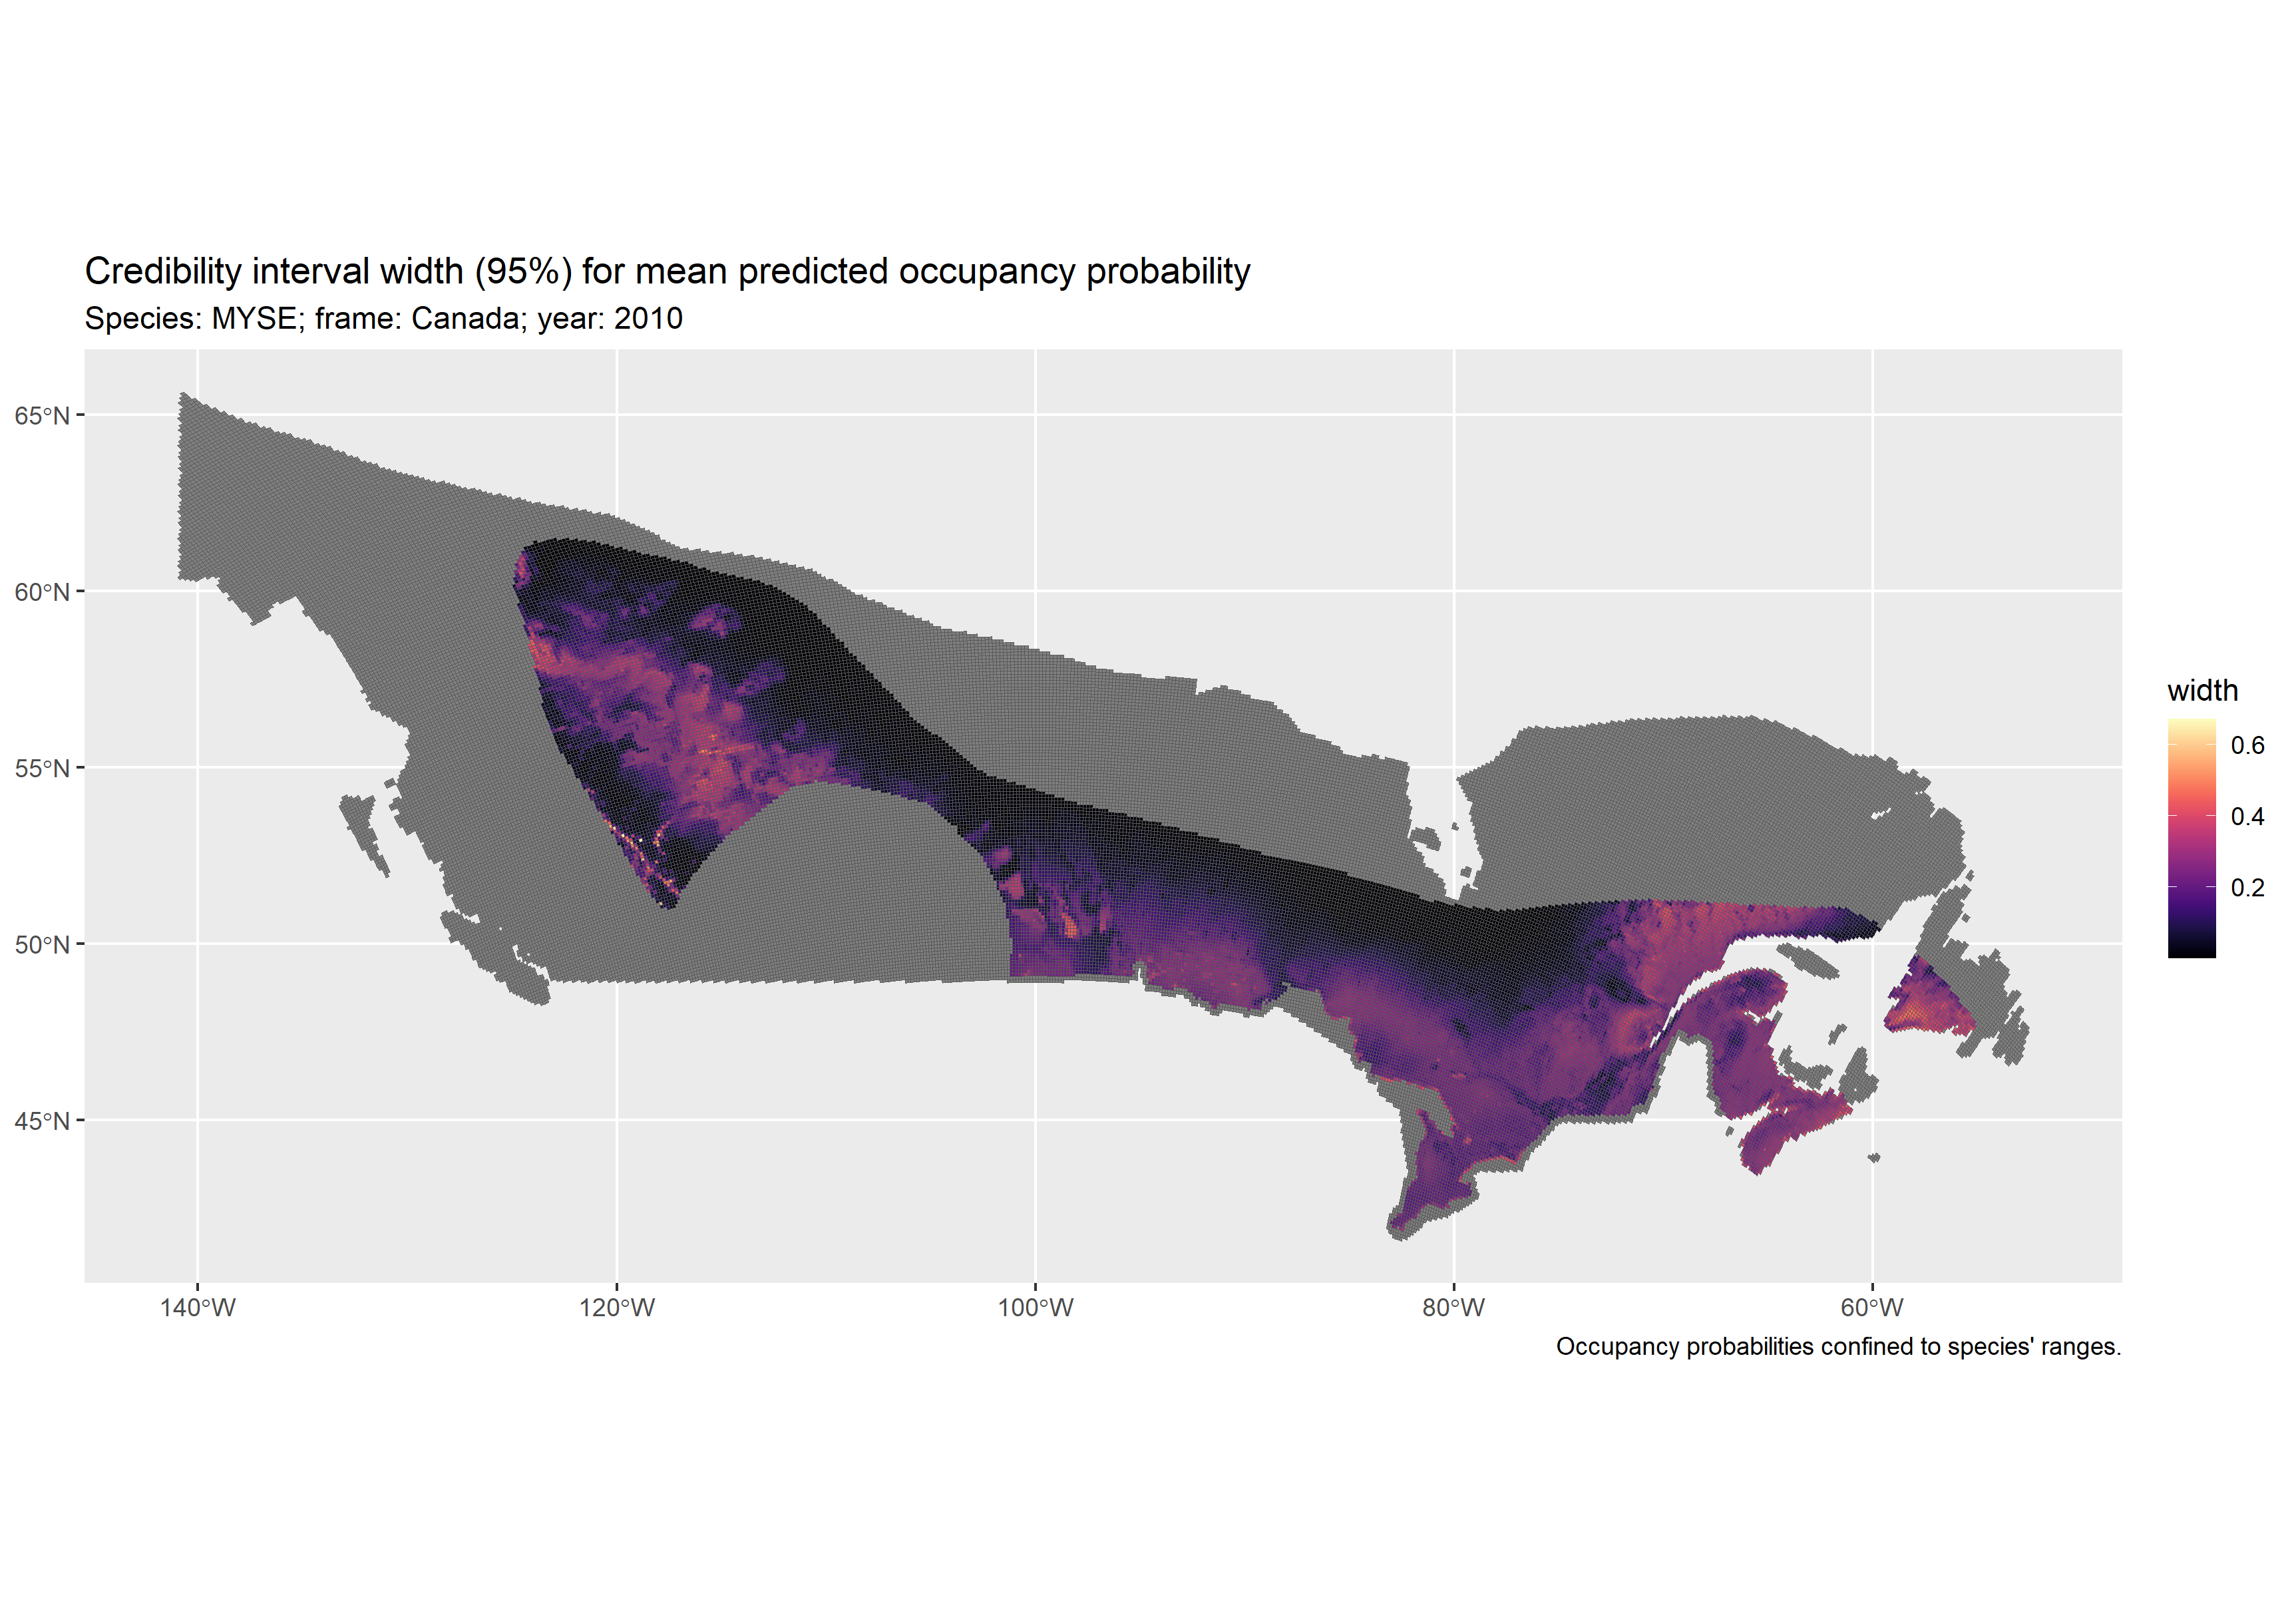 Credibility interval width (95%) for mean predicted occupancy probability
Species: MYSE; frame: Canada; year: 2010
65°N
60°N
55°N
50°N
45°N
140°W 120°W 100°W 80°W 60°W
width
0.6
0.4
0.2
Occupancy probabilities confined to species' ranges.